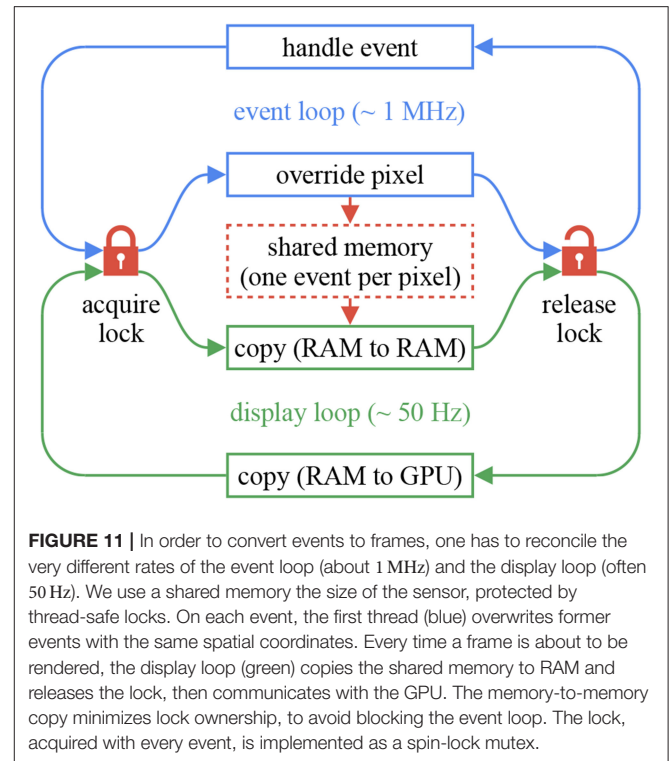 handle event
event loop (~ 1 MHz)
override pixel
shared memory
(one event per pixel)
acquire
lock
release
lock
copy (RAM to RAM)
display loop (~ 50 Hz)
copy (RAM to GPU)
FIGURE 11 | In order to convert events to frames, one has to reconcile the
very different rates of the event loop (about 1 MHz) and the display loop (often
50 Hz). We use a shared memory the size of the sensor, protected by
thread-safe locks. On each event, the first thread (blue) overwrites former
events with the same spatial coordinates. Every time a frame is about to be
rendered, the display loop (green) copies the shared memory to RAM and
releases the lock, then communicates with the GPU. The memory-to-memory
copy minimizes lock ownership, to avoid blocking the event loop. The lock,
acquired with every event, is implemented as a spin-lock mutex.